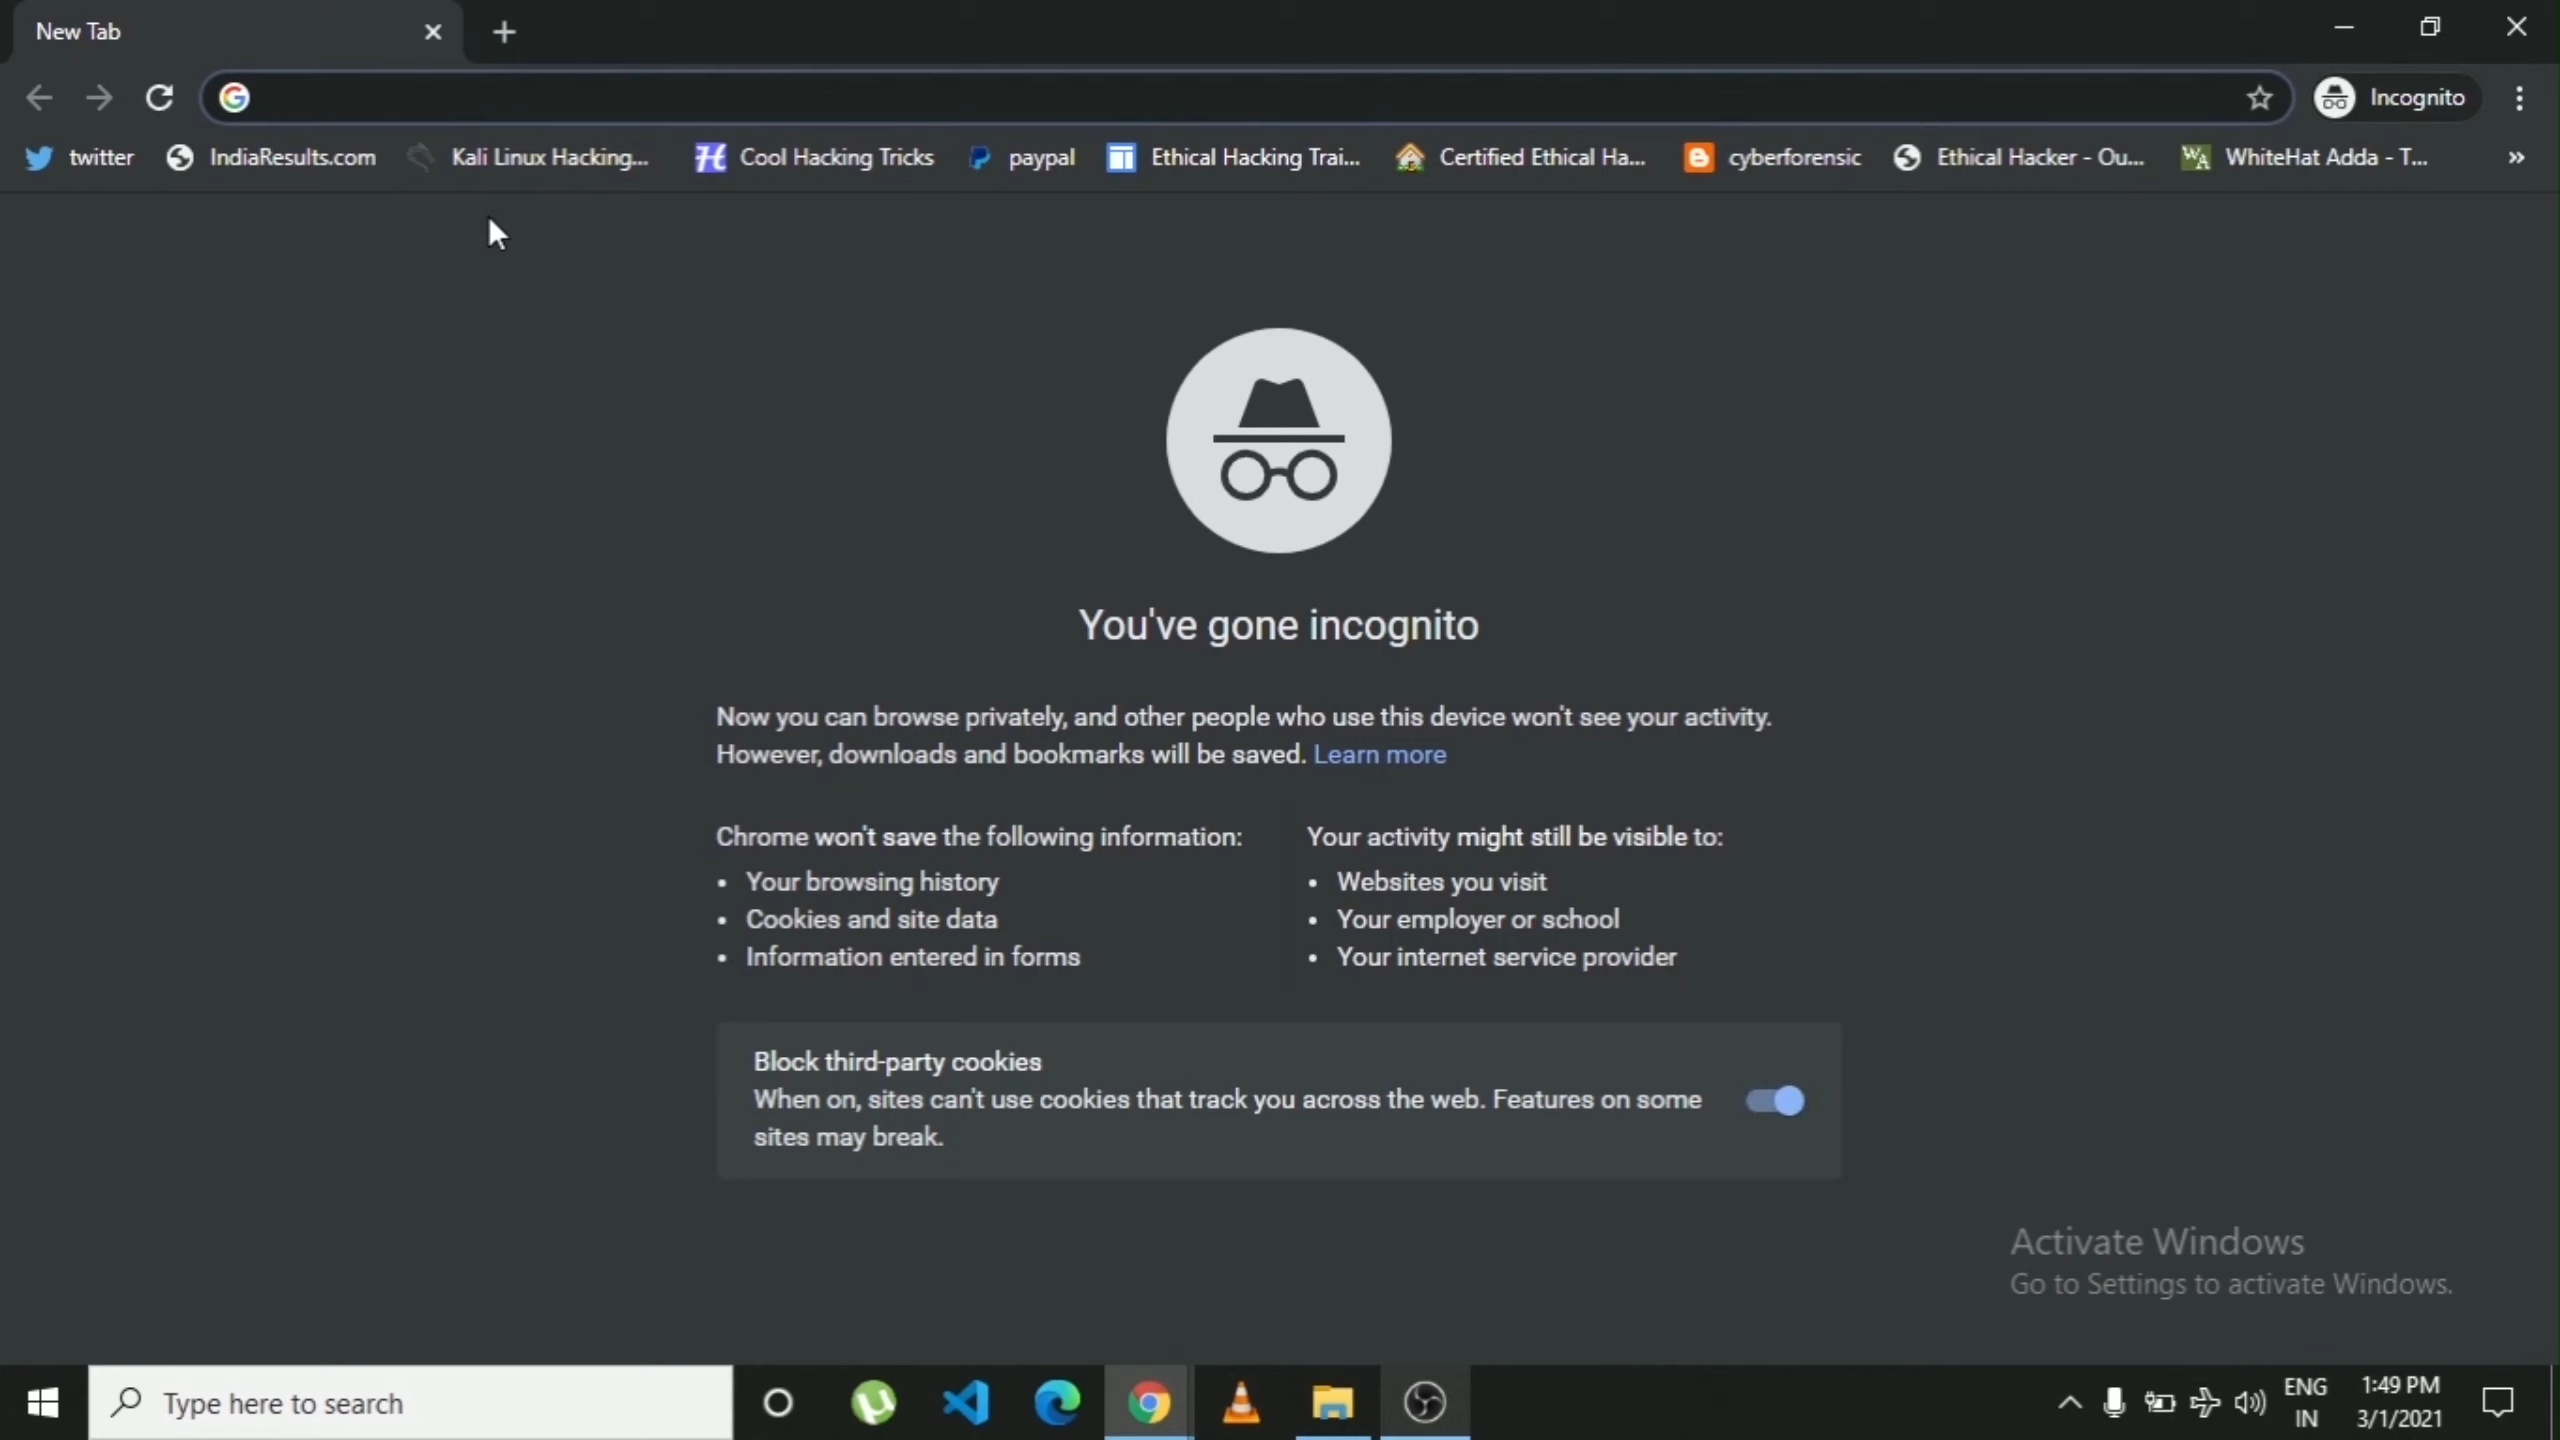 New Tab
Incognito
twitter IndiaResults.com Kali Linux Hacking... Cool Hacking Tricks paypal Ethical Hacking Trai... Certified Ethical Ha... cyberforensic Ethical Hacker - Ou... WhiteHat Adda - T... »
You've gone incognito
Now you can browse privately, and other people who use this device won't see your activity.
However, downloads and bookmarks will be saved. Learn more
Chrome won't save the following information:
• Your browsing history
• Cookies and site data
• Information entered in forms
Your activity might still be visible to:
• Websites you visit
• Your employer or school
• Your internet service provider
Block third-party cookies
When on, sites can't use cookies that track you across the web. Features on some
sites may break.
Activate Windows
Go to Settings to activate Windows.
Type here to search
ENG
IN
1:49 PM
3/1/2021